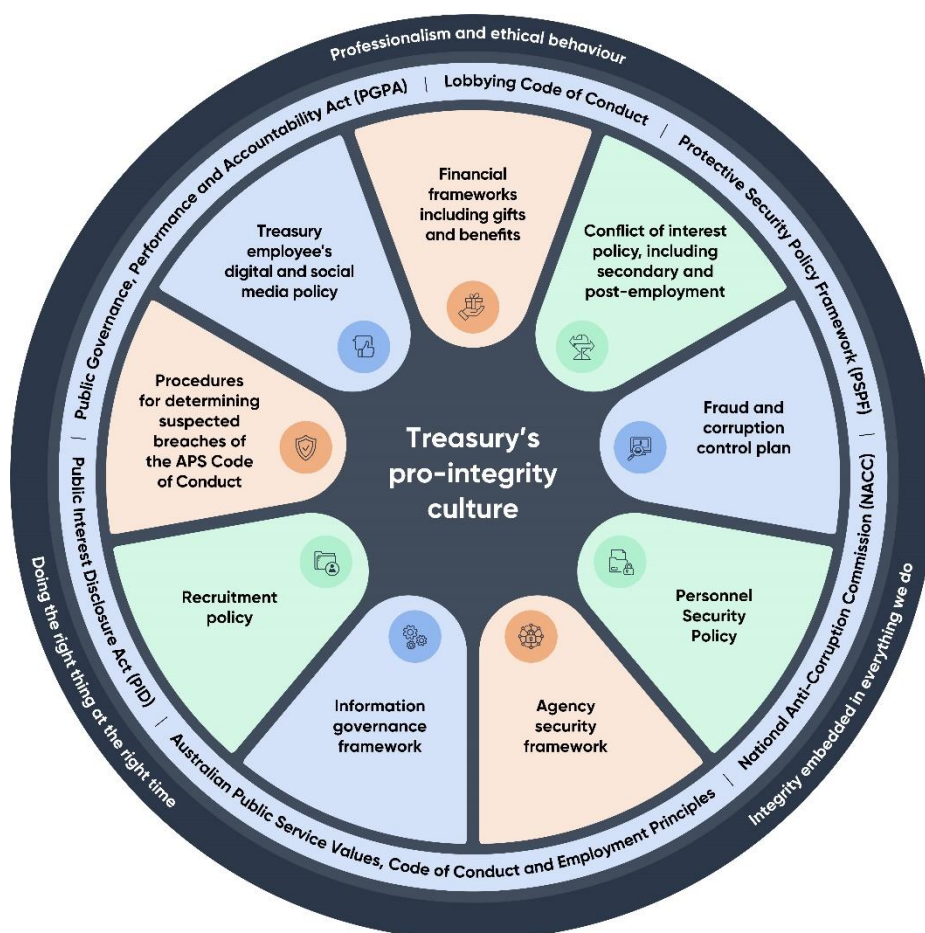 Professionalism and ethical behaviour
Integrity embedded in everything we do
Doing the right thing at the right time
Public Governance, Performance and Accountability Act (PGPA) | Lobbying Code of Conduct | Protective Security Policy Framework (PSPF) |
National Anti-Corruption Commission (NACC) |
Australian Public Service Values, Code of Conduct and Employment Principles |
Public Interest Disclosure Act (PID) |
Financial
frameworks
including gifts
and benefits
Conflict of interest
policy, including
secondary and
post-employment
Fraud and
corruption
control plan
Personnel
Security
Policy
Agency
security
framework
Information
governance
framework
Recruitment
policy
Procedures
for determining
suspected
breaches of
the APS Code
of Conduct
Treasury
employee's
digital and social
media policy
Treasury’s
pro-integrity
culture